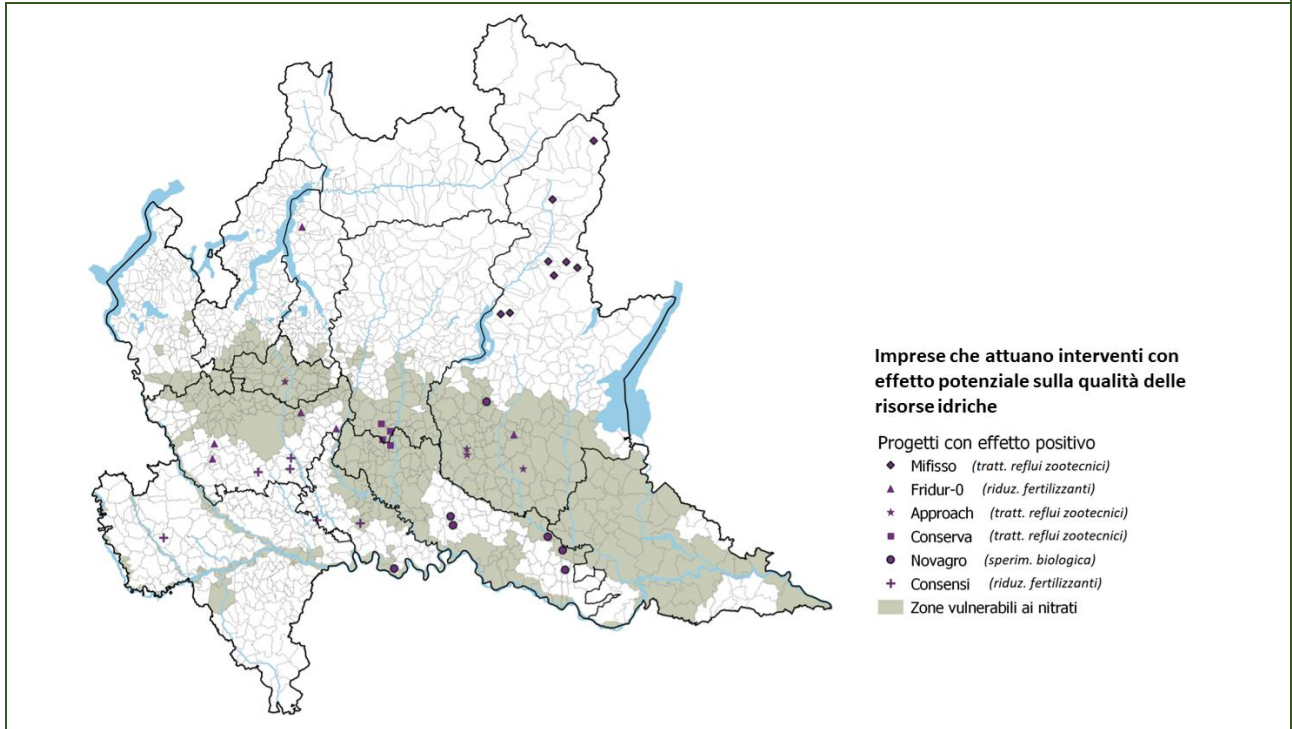 Imprese che attuano interventi con
effetto potenziale sulla qualità delle
risorse idriche
Progetti con effetto positivo
Mifisso (tratt. reflui zootecnici)
Fridur-0 (riduz. fertilizzanti)
Approach (tratt. reflui zootecnici)
Conserva (tratt. reflui zootecnici)
Novagro (sperim. biologica)
Consensi (riduz. fertilizzanti)
Zone vulnerabili ai nitrati